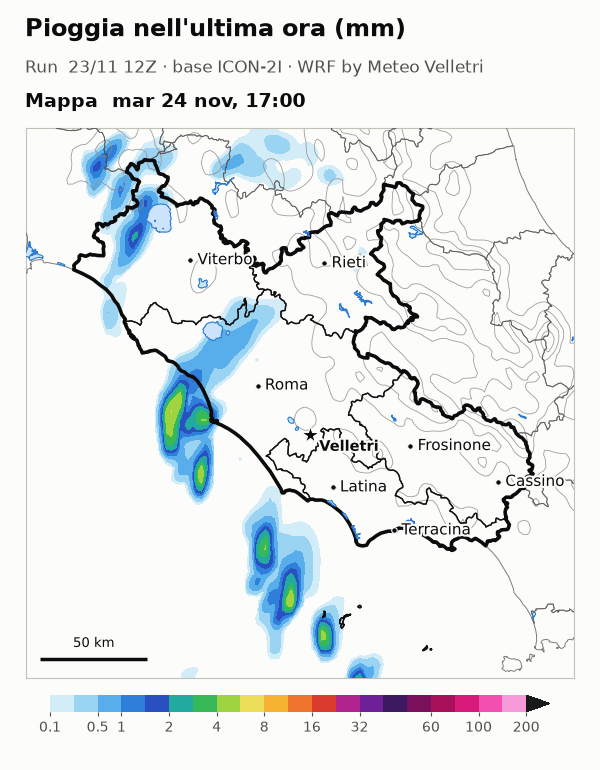 Pioggia nell'ultima ora (mm)
Run  23/11 12Z · base ICON-2I · WRF by Meteo Velletri
Mappa  mar 24 nov, 17:00
Viterbo
Rieti
Roma
Velletri
Frosinone
Latina
Cassino
Terracina
50 km
0.1 0.5 1 2 4 8 16 32 60 100 200